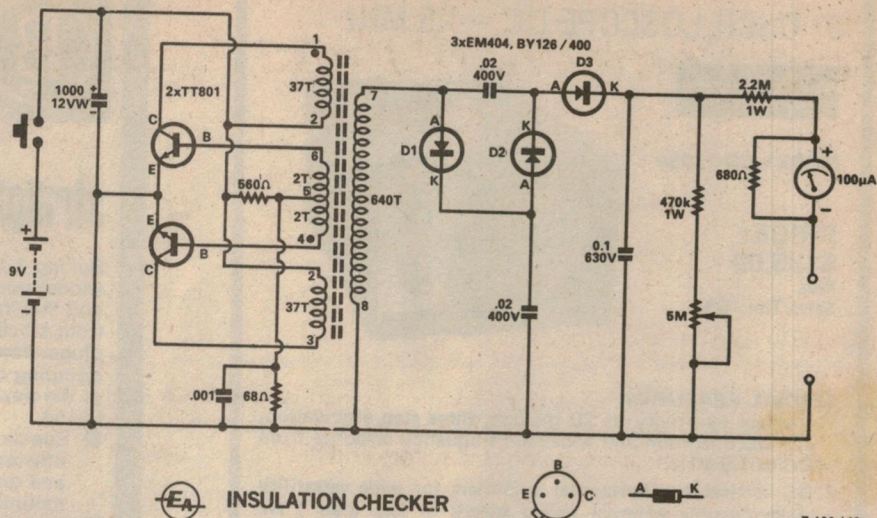 3xEM404, BY126/400
1
D3
.02
400V
1000
12VW
+
-
2xTT801
37T
7
A
K
2.2M
1W
C
2
A
K
B
D1
D2
+
E
6
K
A
680Ω
100µA
2T
560Ω
5
640T
470k
1W
-
E
2T
B
4
+
2
0.1
630V
9V
C
.02
400V
-
37T
8
5M
3
.001
68Ω
B
EA INSULATION CHECKER
E
C
A
K